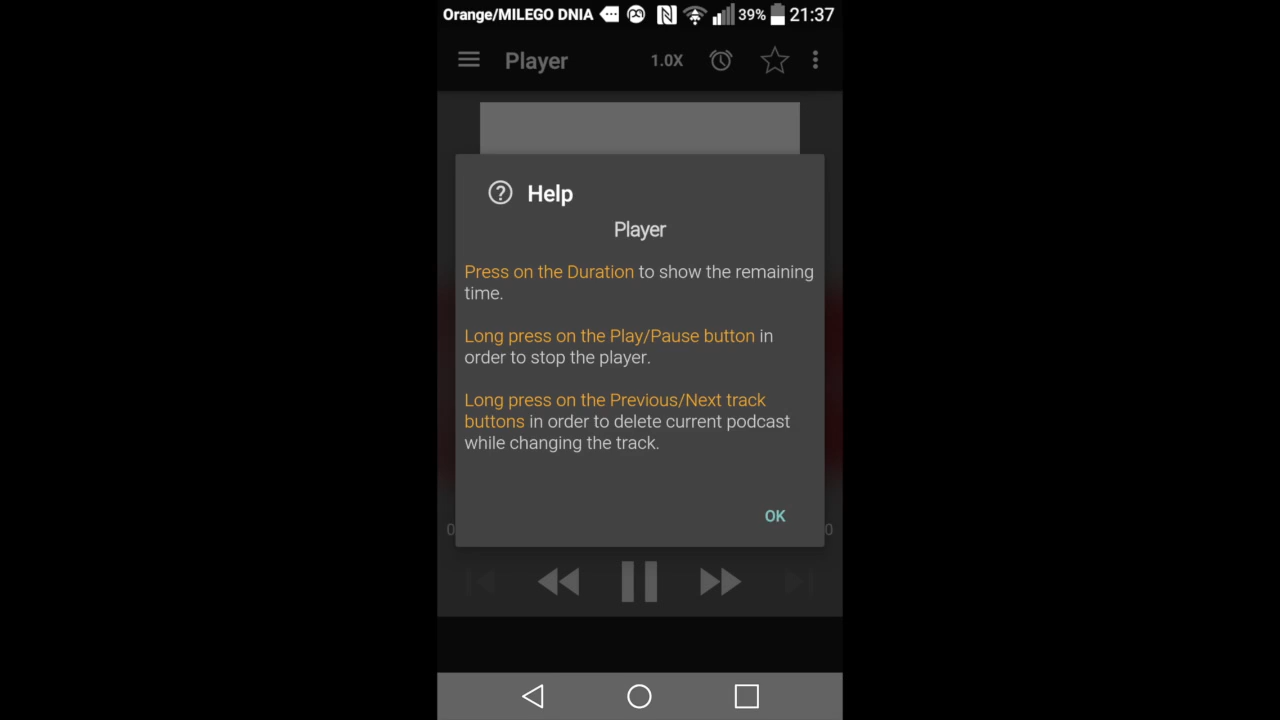 Orange/MILEGO DNIA 39% 21:37
Player 1.0X
Help
Player
Press on the Duration to show the remaining
time.
Long press on the Play/Pause button in
order to stop the player.
Long press on the Previous/Next track
buttons in order to delete current podcast
while changing the track.
OK
0 0